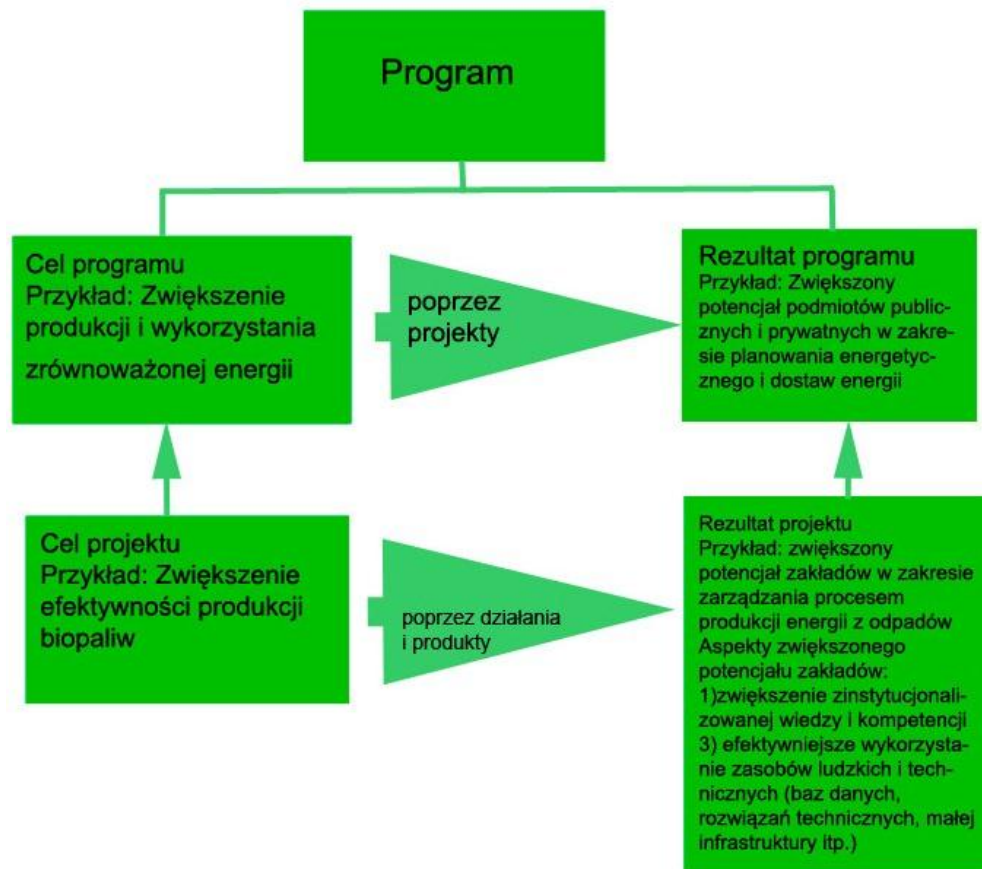 Program
Cel programu
Przykład: Zwiększenie
produkcji i wykorzystania
zrównoważonej energii
poprzez
projekty
Rezultat programu
Przykład: Zwiększony
potencjał podmiotów public-
znych i prywatnych w zakre-
sie planowania energetyc-
znego i dostaw energii
Cel projektu
Przykład: Zwiększenie
efektywności produkcji
biopaliw
poprzez działania
i produkty
Rezultat projektu
Przykład: zwiększony
potencjał zakładów w zakresie
zarządzania procesem
produkcji energii z odpadów
Aspekty zwiększonego
potencjału zakładów:
1)zwiększenie zinstytucjonali-
zowanej wiedzy i kompetencji
3) efektywniejsze wykorzysta-
nie zasobów ludzkich i tech-
nicznych (baz danych,
rozwiązań technicznych, małej
infrastruktury itp.)